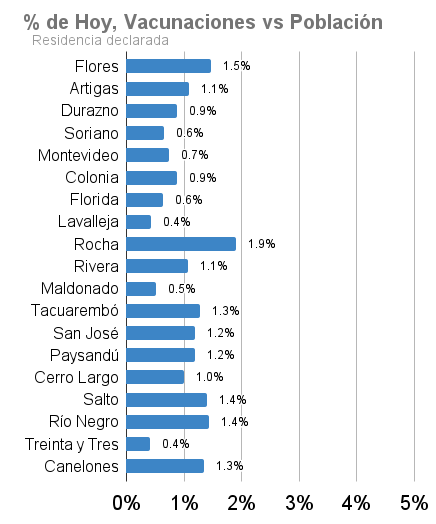 % de Hoy, Vacunaciones vs Población
Residencia declarada
Flores 1.5%
Artigas 1.1%
Durazno 0.9%
Soriano 0.6%
Montevideo 0.7%
Colonia 0.9%
Florida 0.6%
Lavalleja 0.4%
Rocha 1.9%
Rivera 1.1%
Maldonado 0.5%
Tacuarembó 1.3%
San José 1.2%
Paysandú 1.2%
Cerro Largo 1.0%
Salto 1.4%
Río Negro 1.4%
Treinta y Tres 0.4%
Canelones 1.3%
0% 1% 2% 3% 4% 5%